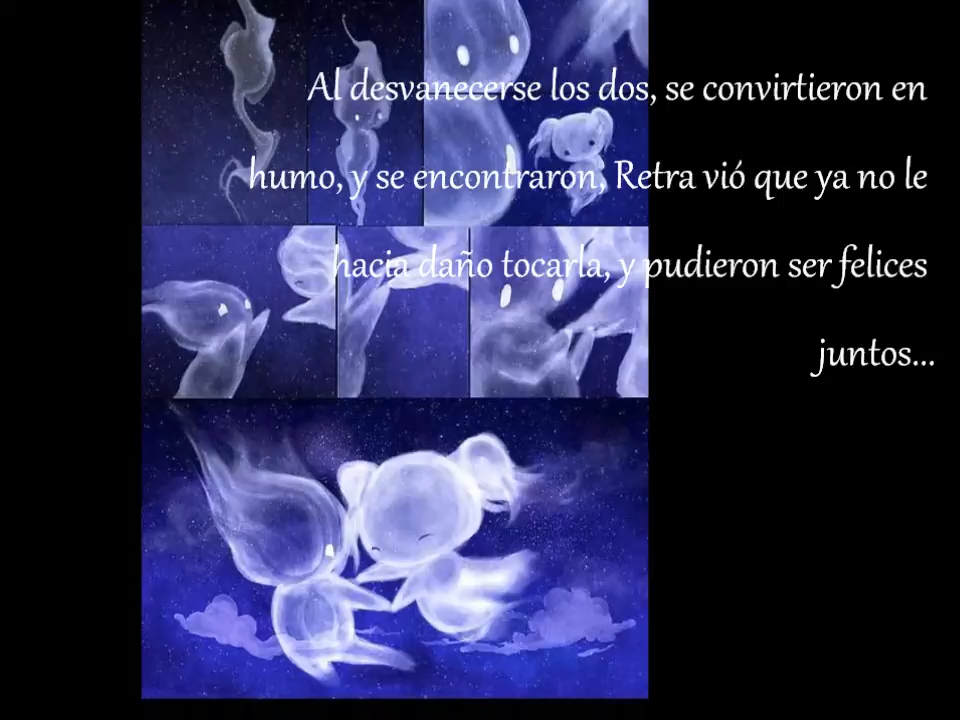 Al desvanecerse los dos, se convirtieron en
humo, y se encontraron, Retra vió que ya no le
hacia daño tocarla, y pudieron ser felices
juntos...